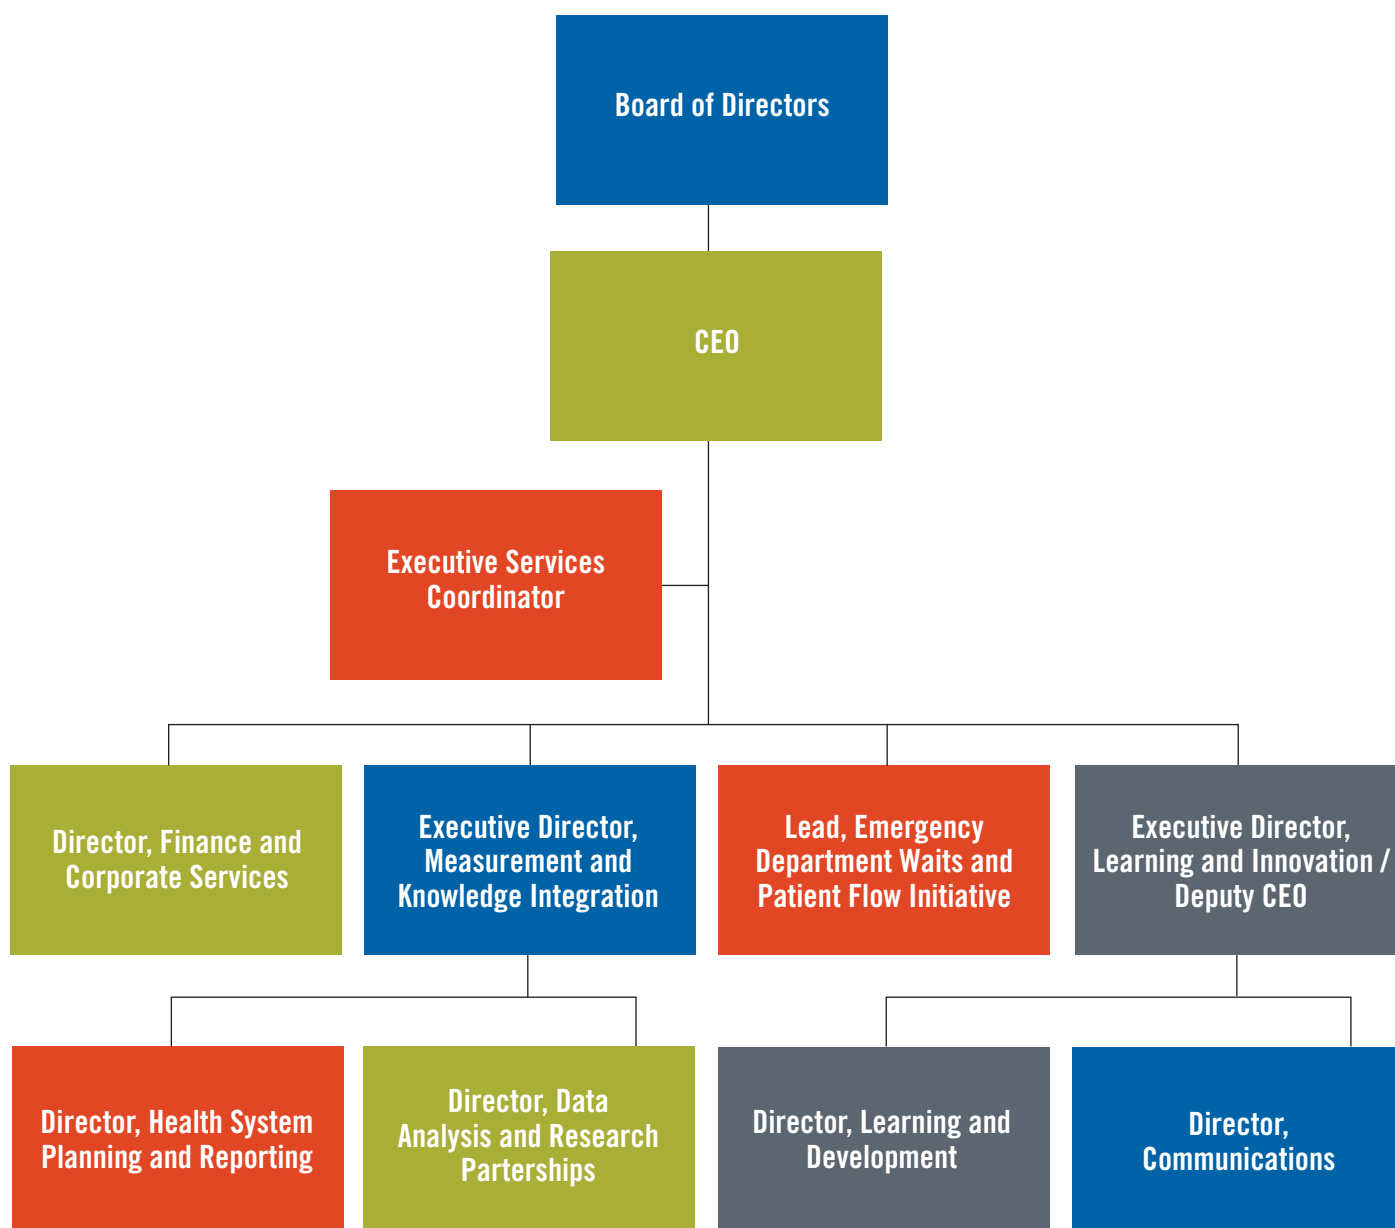 Board of Directors
CEO
Executive Services
Coordinator
Director, Finance and
Corporate Services
Executive Director,
Measurement and
Knowledge Integration
Lead, Emergency
Department Waits and
Patient Flow Initiative
Executive Director,
Learning and Innovation /
Deputy CEO
Director, Health System
Planning and Reporting
Director, Data
Analysis and Research
Parterships
Director, Learning and
Development
Director,
Communications